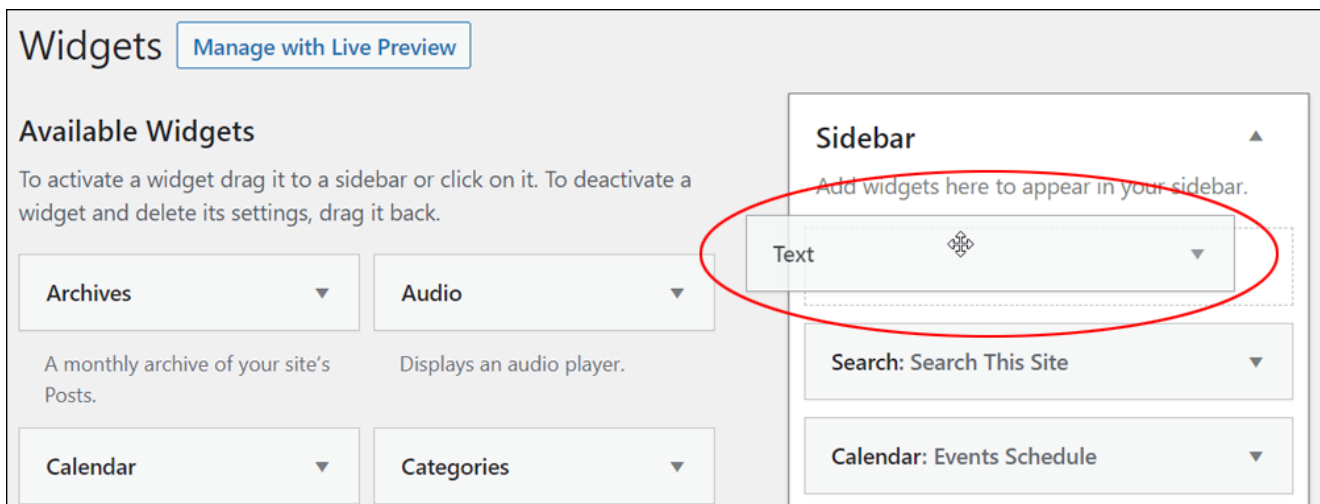 Widgets
Manage with Live Preview
Available Widgets
To activate a widget drag it to a sidebar or click on it. To deactivate a
widget and delete its settings, drag it back.
Archives
Audio
A monthly archive of your site's
Posts.
Displays an audio player.
Calendar
Categories
Sidebar
Add widgets here to appear in your sidebar.
Text
Search: Search This Site
Calendar: Events Schedule